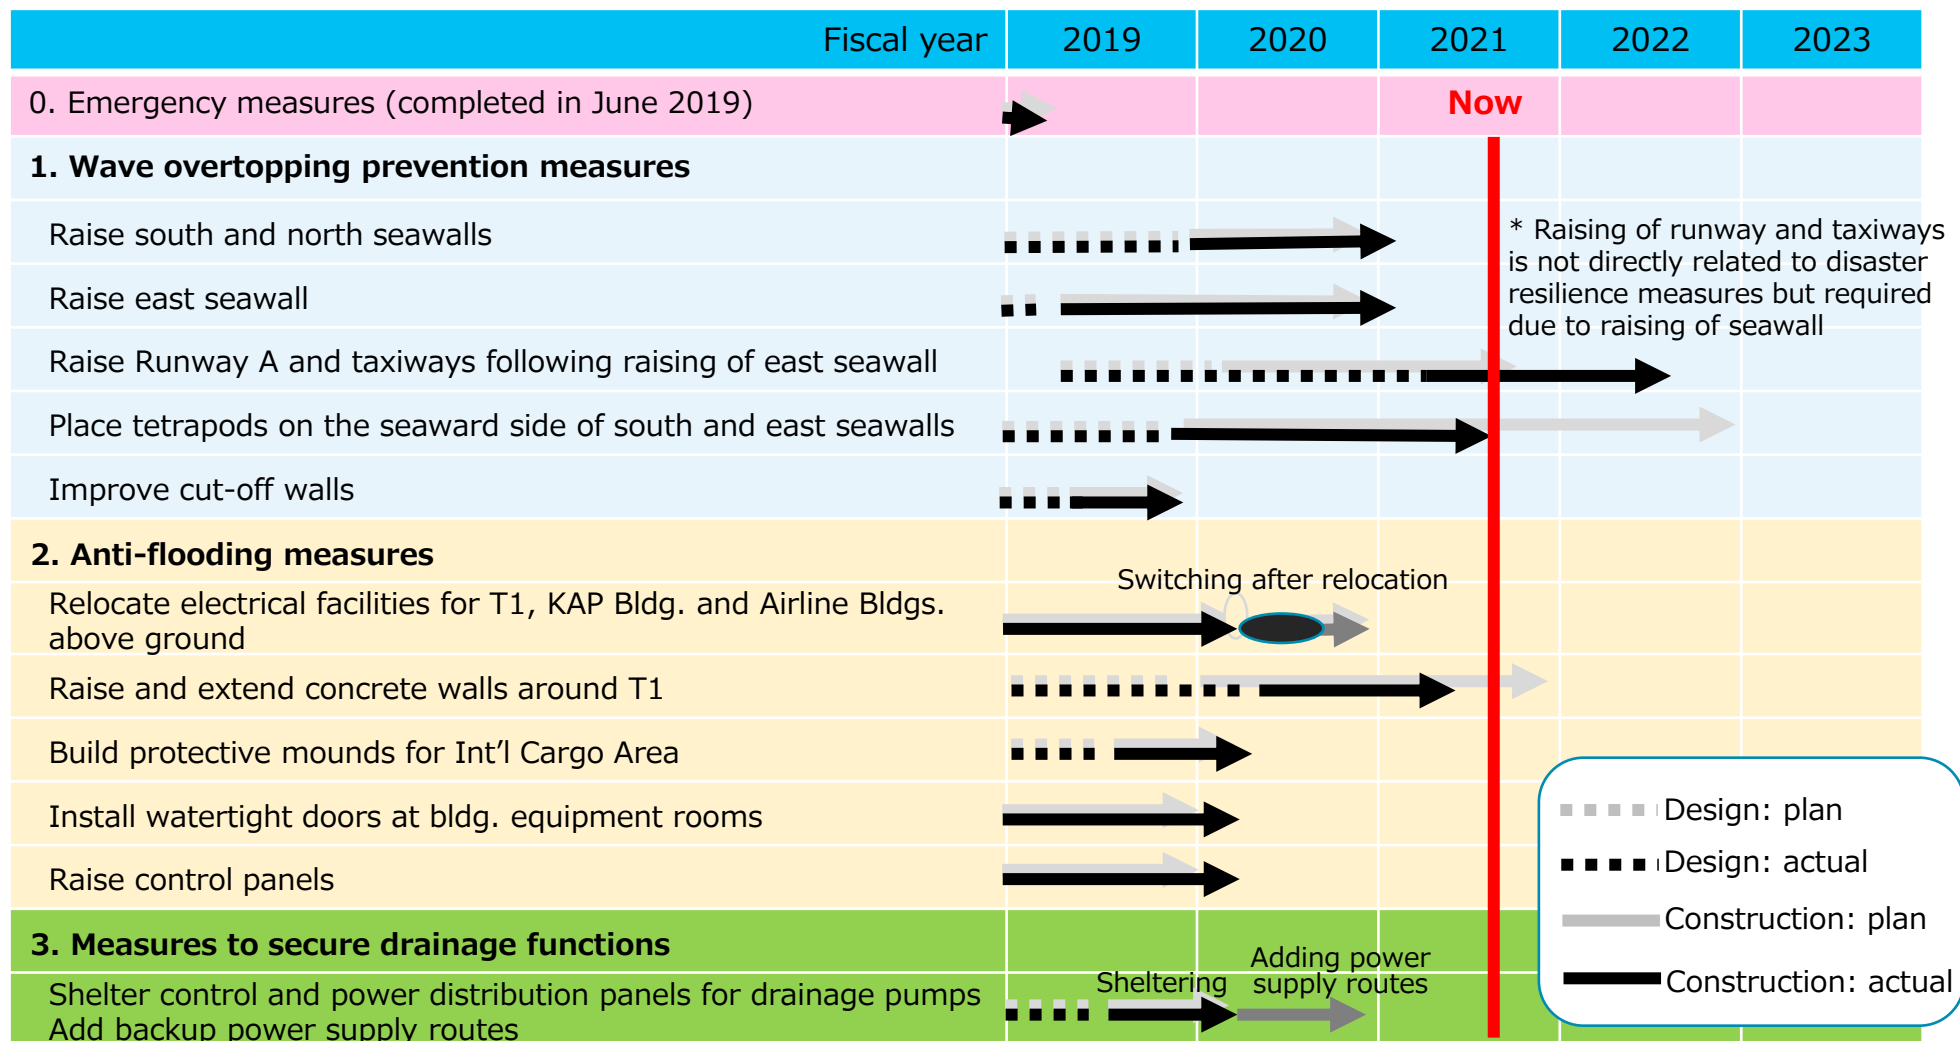 Fiscal year 2019 2020 2021 2022 2023
0. Emergency measures (completed in June 2019) Now
1. Wave overtopping prevention measures
Raise south and north seawalls
* Raising of runway and taxiways
is not directly related to disaster
resilience measures but required
due to raising of seawall
Raise east seawall
Raise Runway A and taxiways following raising of east seawall
Place tetrapods on the seaward side of south and east seawalls
Improve cut-off walls
2. Anti-flooding measures
Switching after relocation
Relocate electrical facilities for T1, KAP Bldg. and Airline Bldgs.
above ground
Raise and extend concrete walls around T1
Build protective mounds for Int’l Cargo Area
Install watertight doors at bldg. equipment rooms
Raise control panels
Design: plan
Design: actual
Construction: plan
Construction: actual
3. Measures to secure drainage functions
Sheltering
Adding power
supply routes
Shelter control and power distribution panels for drainage pumps
Add backup power supply routes